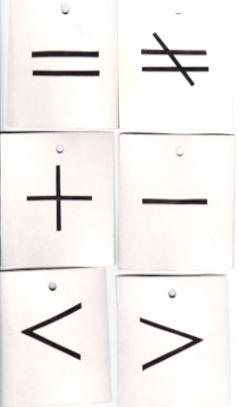 = ≠
+ −
< >